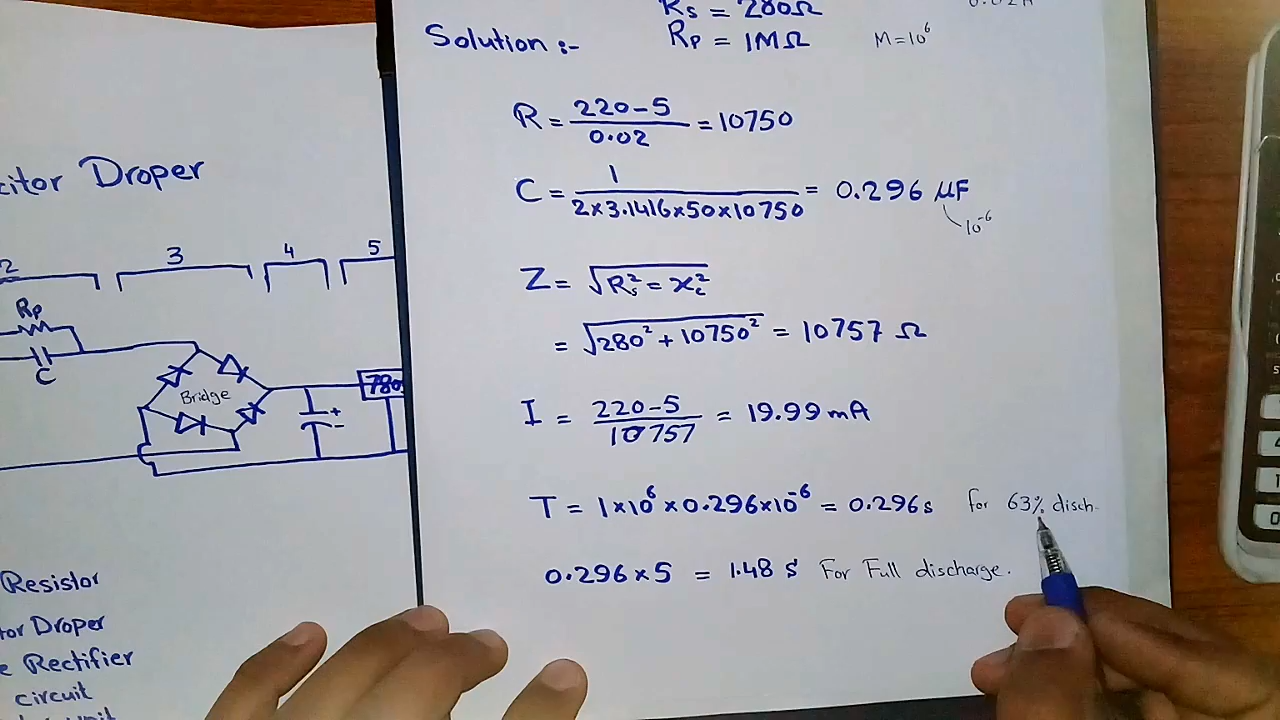 citor Droper
2
3
4
5
Rp
C
Bridge
780
+
-
Resistor
tor Droper
e Rectifier
circuit
Rs = 280Ω
Solution :-
Rp = 1MΩ
M = 10⁶
R = 220-5 / 0.02 = 10750
C = 1 / 2×3.1416×50×10750 = 0.296 μF
10⁻⁶
Z = √Rs² = xc²
= √280² + 10750² = 10757 Ω
I = 220-5 / 10757 = 19.99 mA
T = 1×10⁶ × 0.296×10⁻⁶ = 0.296s for 63% disch.
0.296×5 = 1.48 s For Full discharge.